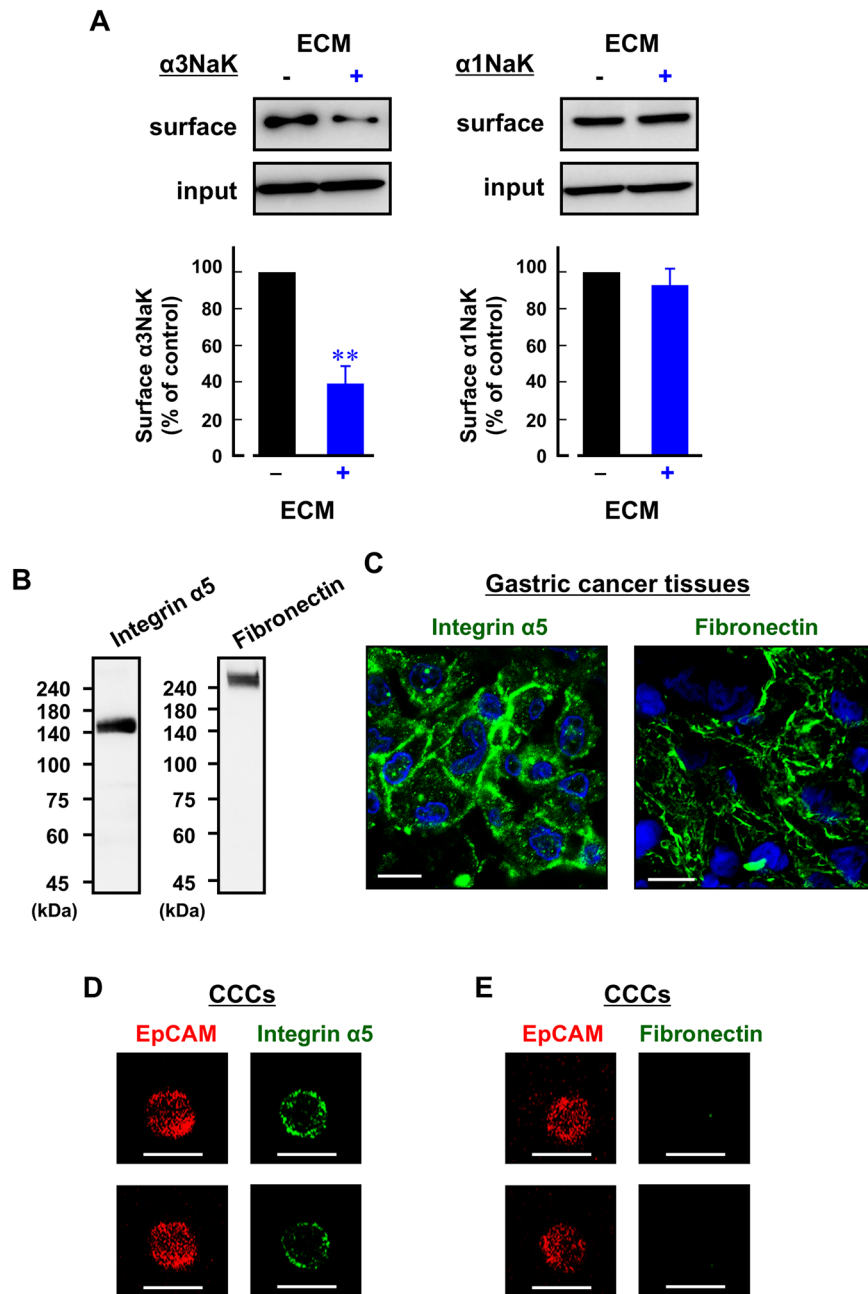 A
ECM
α3NaK
- +
surface
input
ECM
α1NaK
- +
surface
input
Surface α3NaK
(% of control)
100
80
60
40
20
0
**
– +
ECM
Surface α1NaK
(% of control)
100
80
60
40
20
0
– +
ECM
B
Integrin α5
240
180
140
100
75
60
45
(kDa)
Fibronectin
240
180
140
100
75
60
45
(kDa)
C
Gastric cancer tissues
Integrin α5 Fibronectin
D
CCCs
EpCAM Integrin α5
E
CCCs
EpCAM Fibronectin